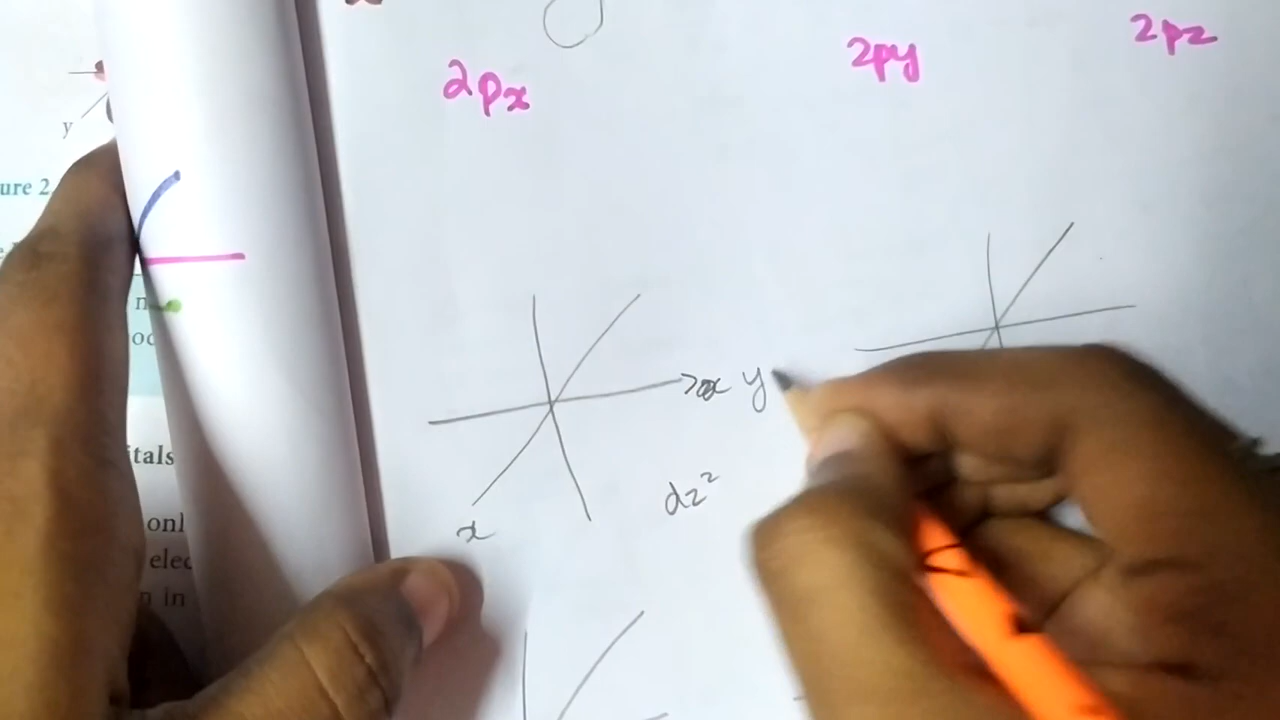 2px
2py
2pz
y
ure 2
x y
dz²
x
itals
onl
elec
n in